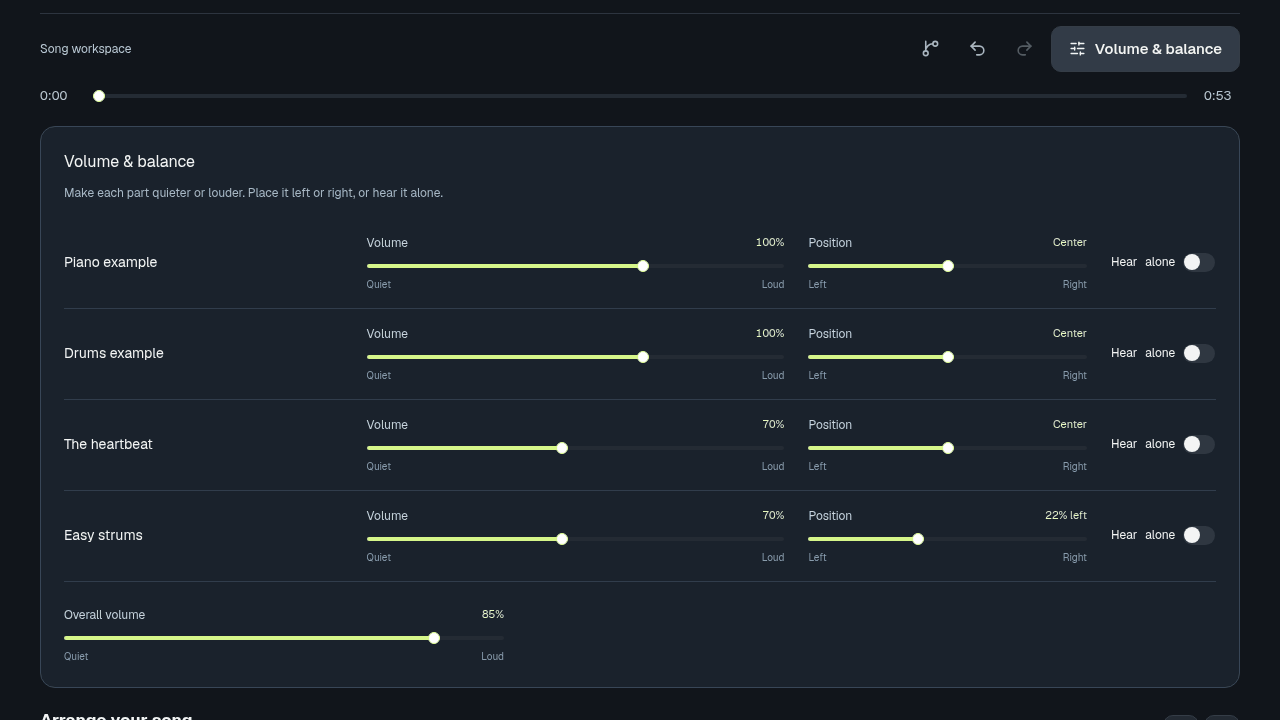 Song workspace
Volume & balance
0:00
0:53
Volume & balance
Make each part quieter or louder. Place it left or right, or hear it alone.
Piano example
Volume 100%
Quiet Loud
Position Center
Left Right
Hear alone
Drums example
Volume 100%
Quiet Loud
Position Center
Left Right
Hear alone
The heartbeat
Volume 70%
Quiet Loud
Position Center
Left Right
Hear alone
Easy strums
Volume 70%
Quiet Loud
Position 22% left
Left Right
Hear alone
Overall volume 85%
Quiet Loud
Arrange your song